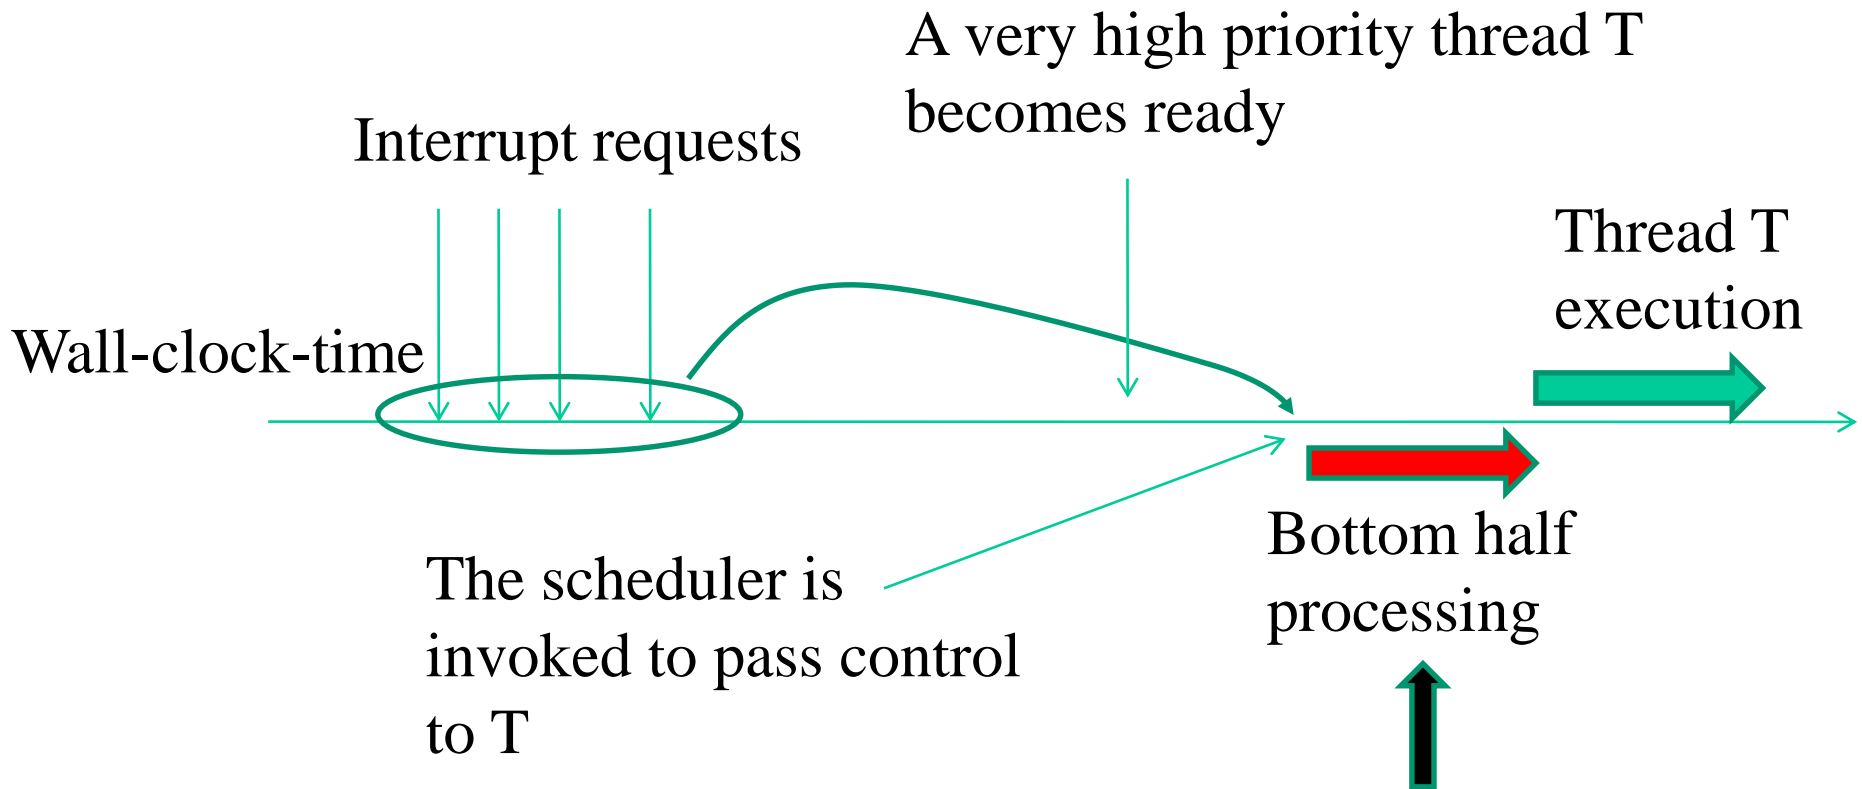 A very high priority thread T
becomes ready
Interrupt requests
Thread T
execution
Wall-clock-time
The scheduler is
invoked to pass control
to T
Bottom half
processing